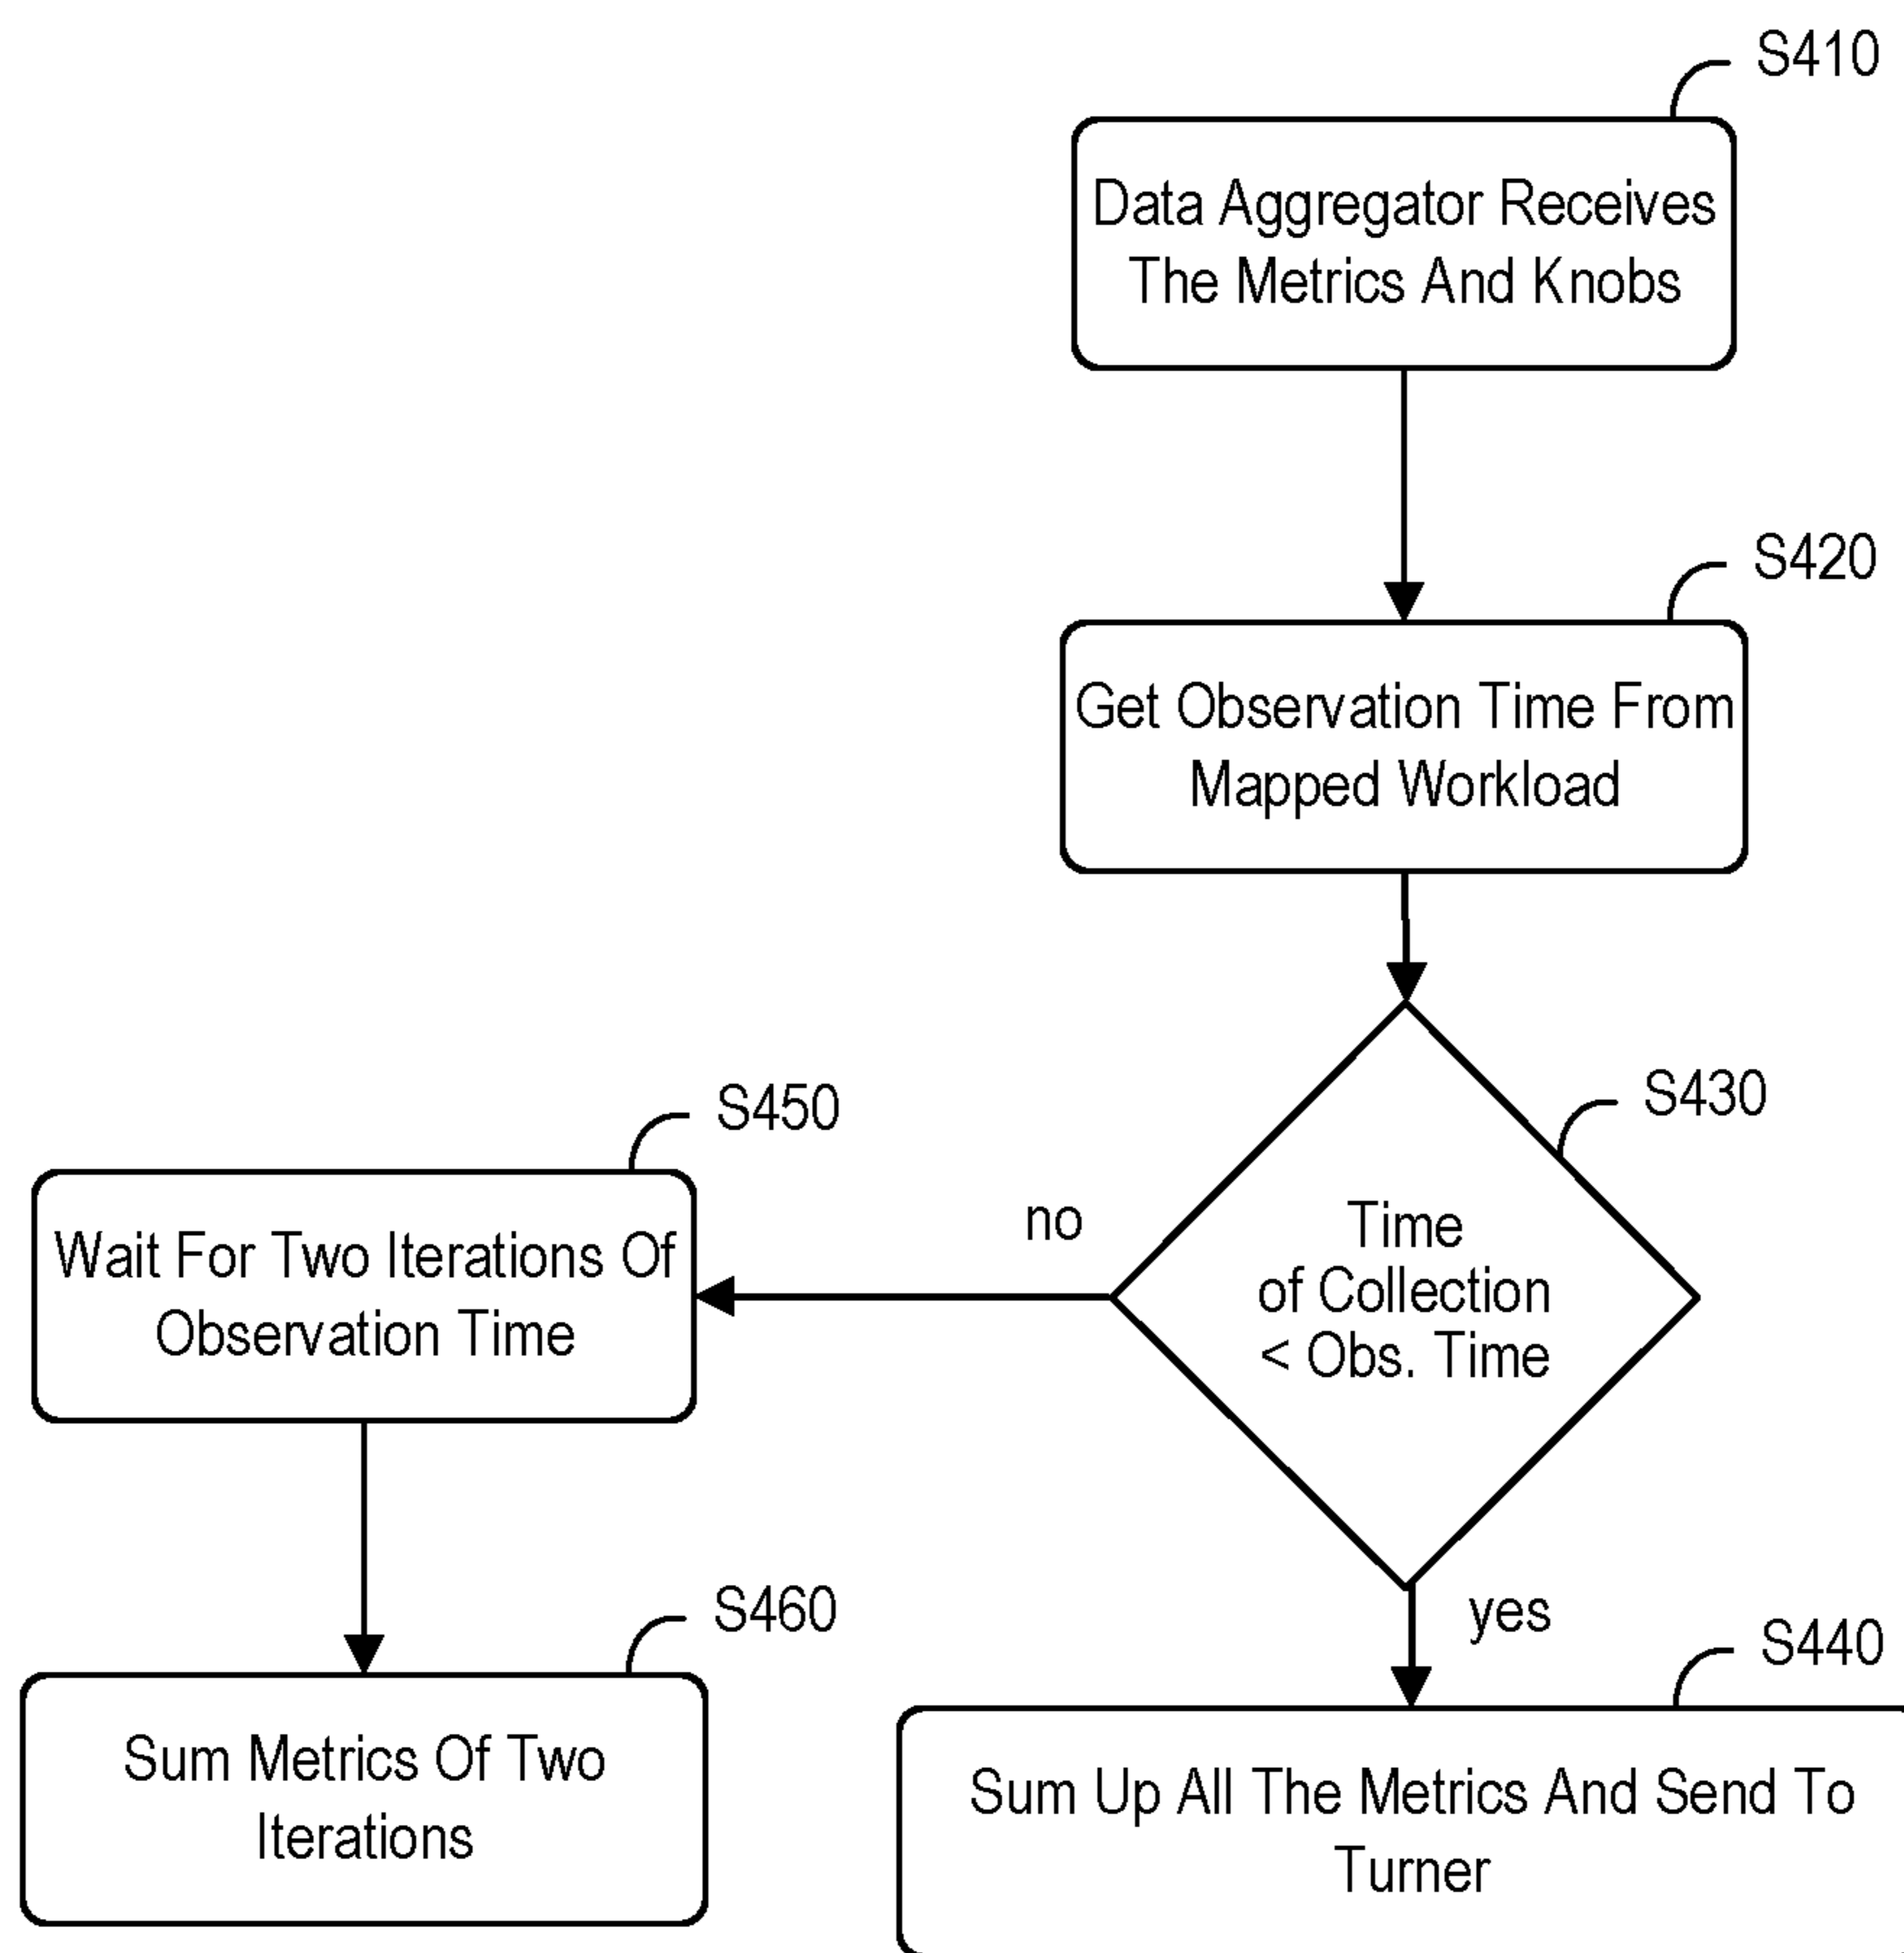 S410
Data Aggregator Receives
The Metrics And Knobs
S420
Get Observation Time From
Mapped Workload
S430
Time
of Collection
< Obs. Time
no
S450
Wait For Two Iterations Of
Observation Time
S460
Sum Metrics Of Two
Iterations
yes
S440
Sum Up All The Metrics And Send To
Turner